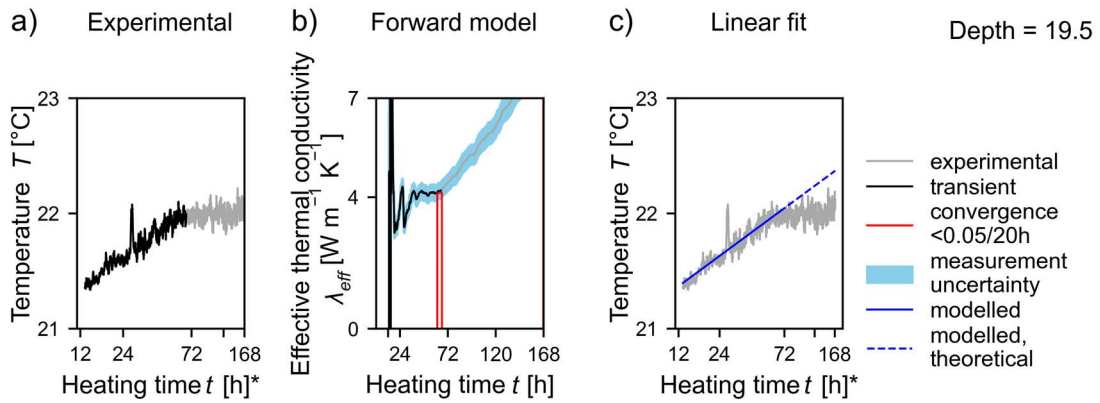 a) Experimental
b) Forward model
c) Linear fit
Depth = 19.5
Temperature T [°C]
23
22
21
12 24 72 168
Heating time t [h]*
Effective thermal conductivity
λeff [W m⁻¹ K⁻¹]
7
4
0
24 72 120 168
Heating time t [h]
Temperature T [°C]
23
22
21
12 24 72 168
Heating time t [h]*
experimental
transient
convergence
<0.05/20h
measurement
uncertainty
modelled
modelled,
theoretical